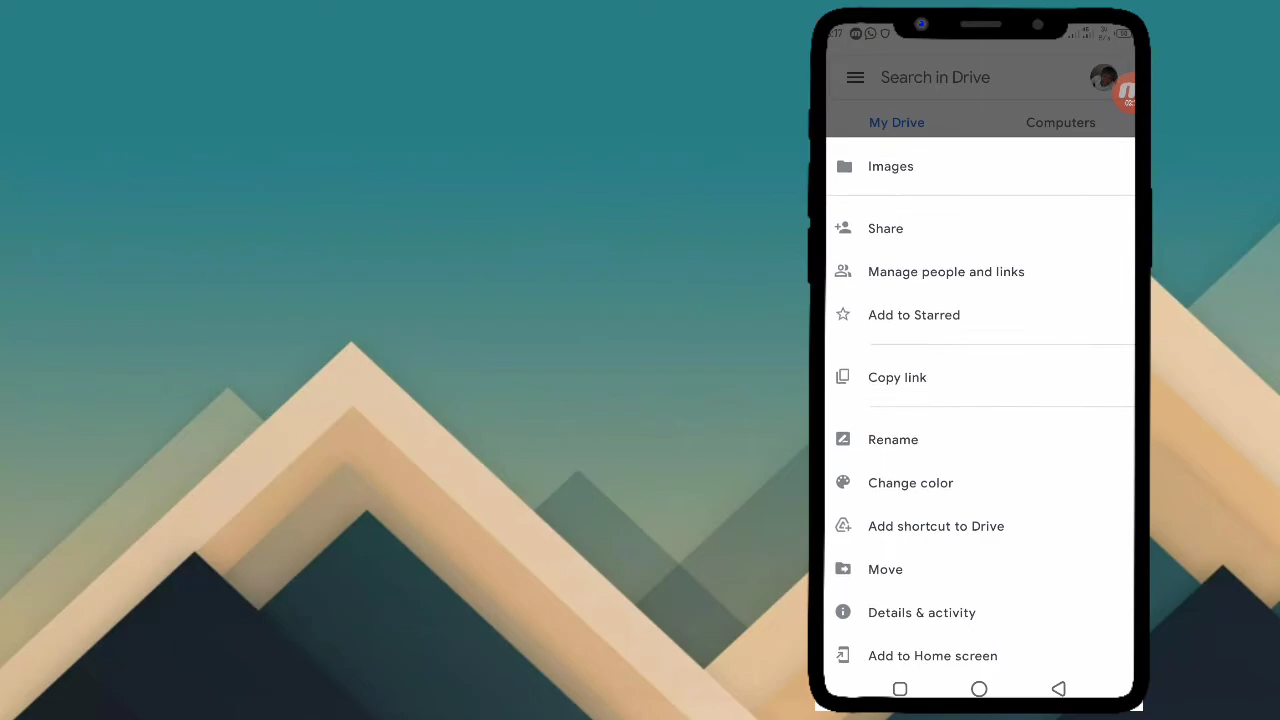 Search in Drive
My Drive Computers
Images
Share
Manage people and links
Add to Starred
Copy link
Rename
Change color
Add shortcut to Drive
Move
Details & activity
Add to Home screen